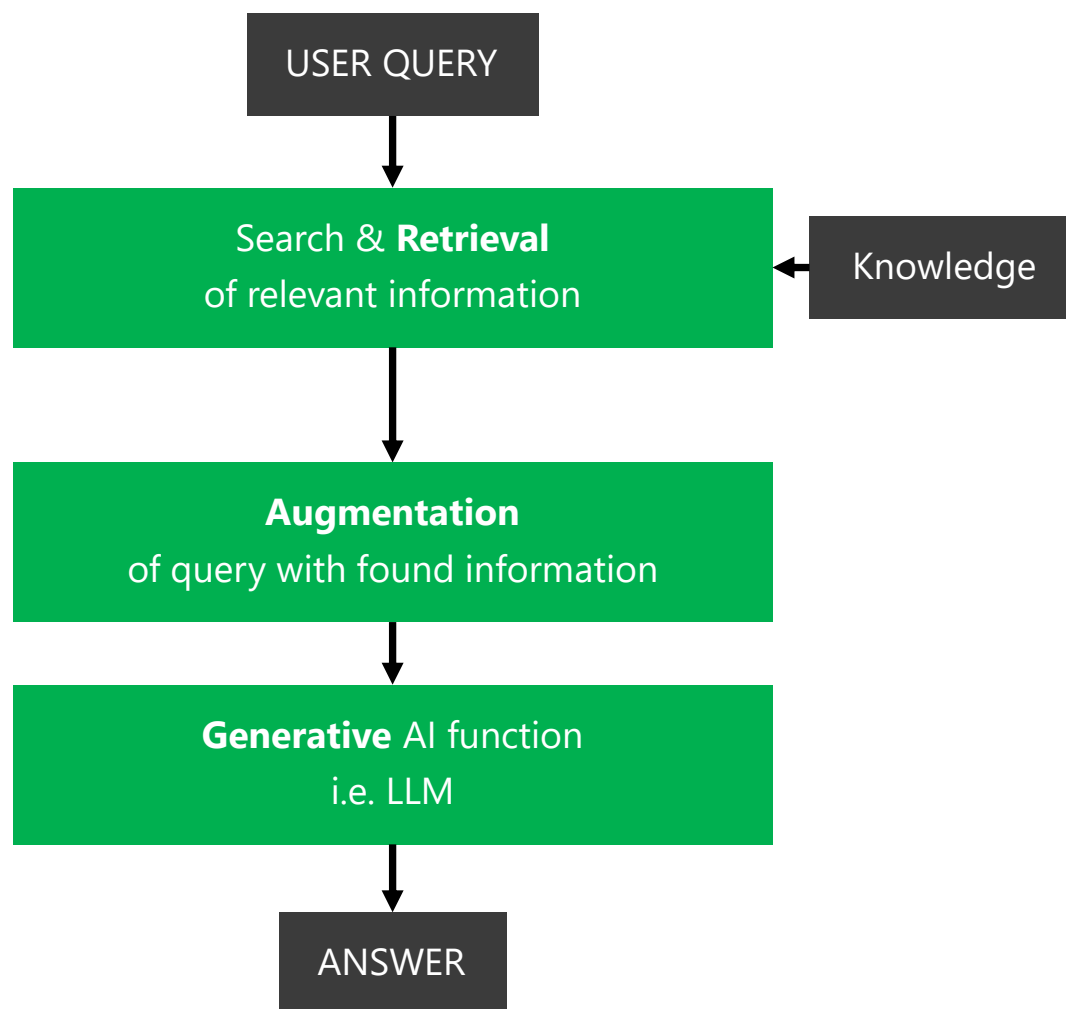 USER QUERY
Search & Retrieval
of relevant information
Knowledge
Augmentation
of query with found information
Generative AI function
i.e. LLM
ANSWER